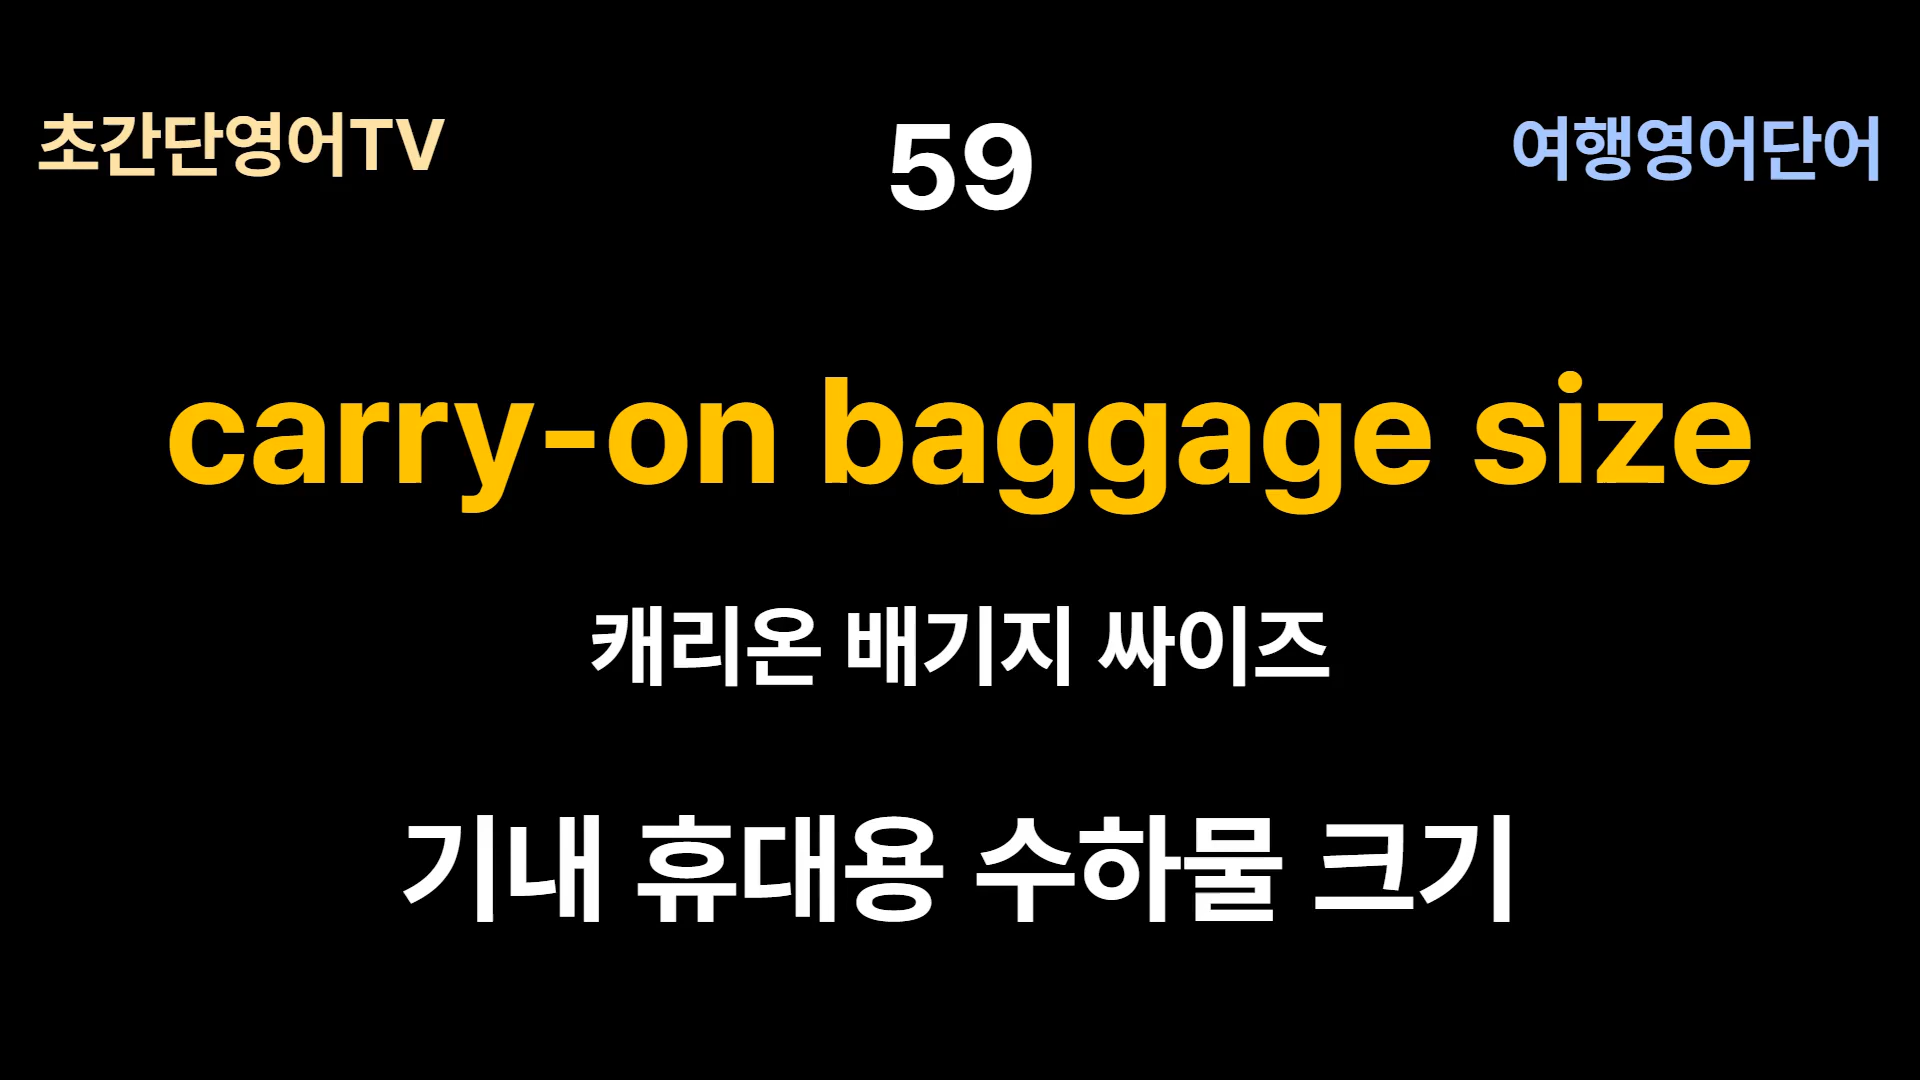 초간단영어TV
59
여행영어단어
carry-on baggage size
캐리온 배기지 싸이즈
기내 휴대용 수하물 크기